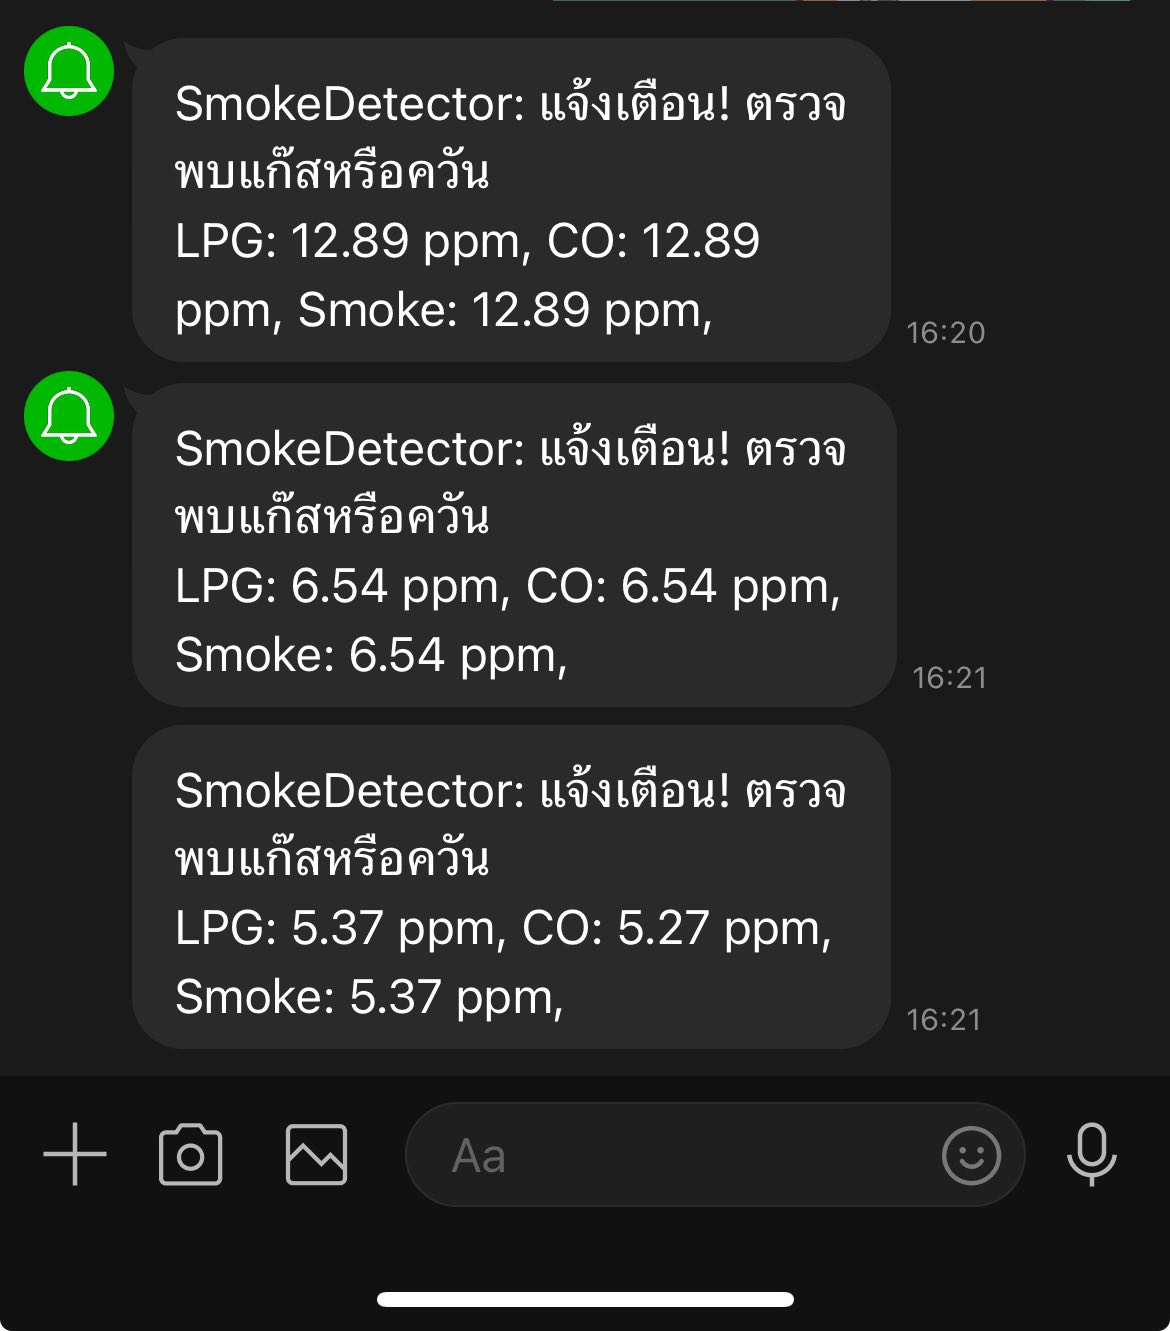 SmokeDetector: แจ้งเตือน! ตรวจ
พบแก๊สหรือควัน
LPG: 12.89 ppm, CO: 12.89
ppm, Smoke: 12.89 ppm,
16:20
SmokeDetector: แจ้งเตือน! ตรวจ
พบแก๊สหรือควัน
LPG: 6.54 ppm, CO: 6.54 ppm,
Smoke: 6.54 ppm,
16:21
SmokeDetector: แจ้งเตือน! ตรวจ
พบแก๊สหรือควัน
LPG: 5.37 ppm, CO: 5.27 ppm,
Smoke: 5.37 ppm,
16:21
Aa